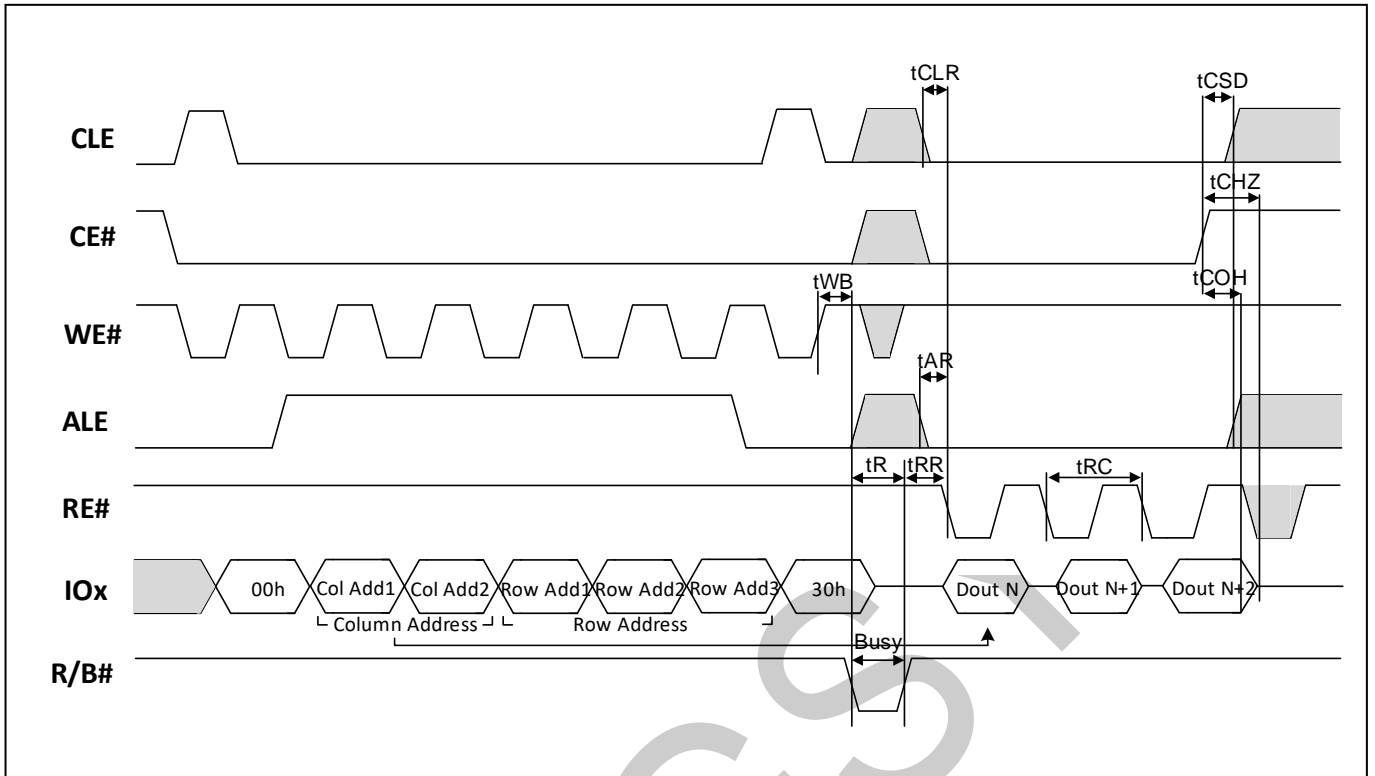 tCLR
tCSD
CLE
tCHZ
CE#
tCOH
tWB
WE#
tAR
ALE
tR tRR tRC
RE#
IOx 00h Col Add1 Col Add2 Row Add1 Row Add2 Row Add3 30h Dout N Dout N+1 Dout N+2
Column Address Row Address
Busy
R/B#